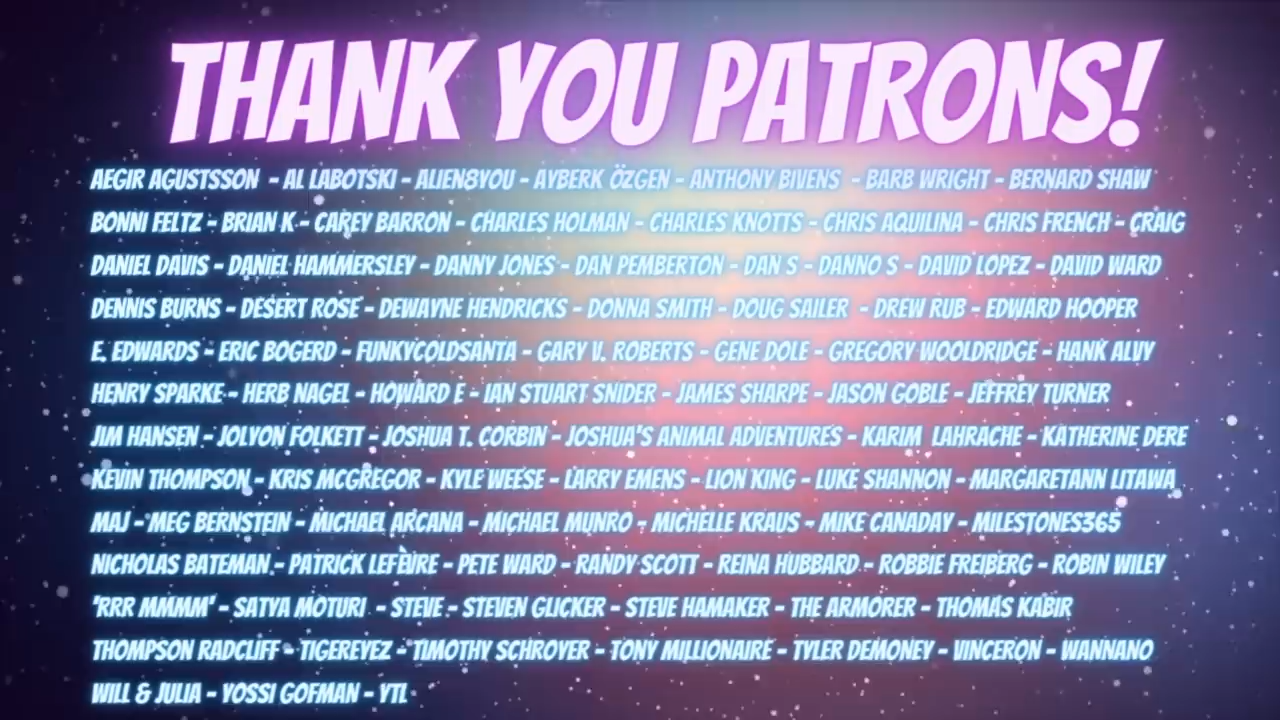 THANK YOU PATRONS!
AEGIR AGUSTSSON - AL LABOTSKI - ALIEN8YOU - AYBERK ÖZGEN - ANTHONY BIVENS - BARB WRIGHT - BERNARD SHAW
BONNI FELTZ - BRIAN K - CAREY BARRON - CHARLES HOLMAN - CHARLES KNOTTS - CHRIS AQUILINA - CHRIS FRENCH - CRAIG
DANIEL DAVIS - DANIEL HAMMERSLEY - DANNY JONES - DAN PEMBERTON - DAN S - DANNO S - DAVID LOPEZ - DAVID WARD
DENNIS BURNS - DESERT ROSE - DEWAYNE HENDRICKS - DONNA SMITH - DOUG SAILER - DREW RUB - EDWARD HOOPER
E. EDWARDS - ERIC BOGERD - FUNKYCOLDSANTA - GARY V. ROBERTS - GENE DOLE - GREGORY WOOLDRIDGE - HANK ALVY
HENRY SPARKE - HERB NAGEL - HOWARD E - IAN STUART SNIDER - JAMES SHARPE - JASON GOBLE - JEFFREY TURNER
JIM HANSEN - JOLYON FOLKETT - JOSHUA T. CORBIN - JOSHUA'S ANIMAL ADVENTURES - KARIM LAHRACHE - KATHERINE DERE
KEVIN THOMPSON - KRIS MCGREGOR - KYLE WEESE - LARRY EMENS - LION KING - LUKE SHANNON - MARGARETANN LITAWA
MAJ - MEG BERNSTEIN - MICHAEL ARCANA - MICHAEL MUNRO - MICHELLE KRAUS - MIKE CANADAY - MILESTONES365
NICHOLAS BATEMAN - PATRICK LEFEVRE - PETE WARD - RANDY SCOTT - REINA HUBBARD - ROBBIE FREIBERG - ROBIN WILEY
'RRR MMMM' - SATYA MOTURI - STEVE - STEVEN GLICKER - STEVE HAMAKER - THE ARMORER - THOMAS KABIR
THOMPSON RADCLIFF - TIGEREYEZ - TIMOTHY SCHROYER - TONY MILLIONAIRE - TYLER DEMONEY - VINCERON - WANNANO
WILL & JULIA - YOSSI GOFMAN - YTL